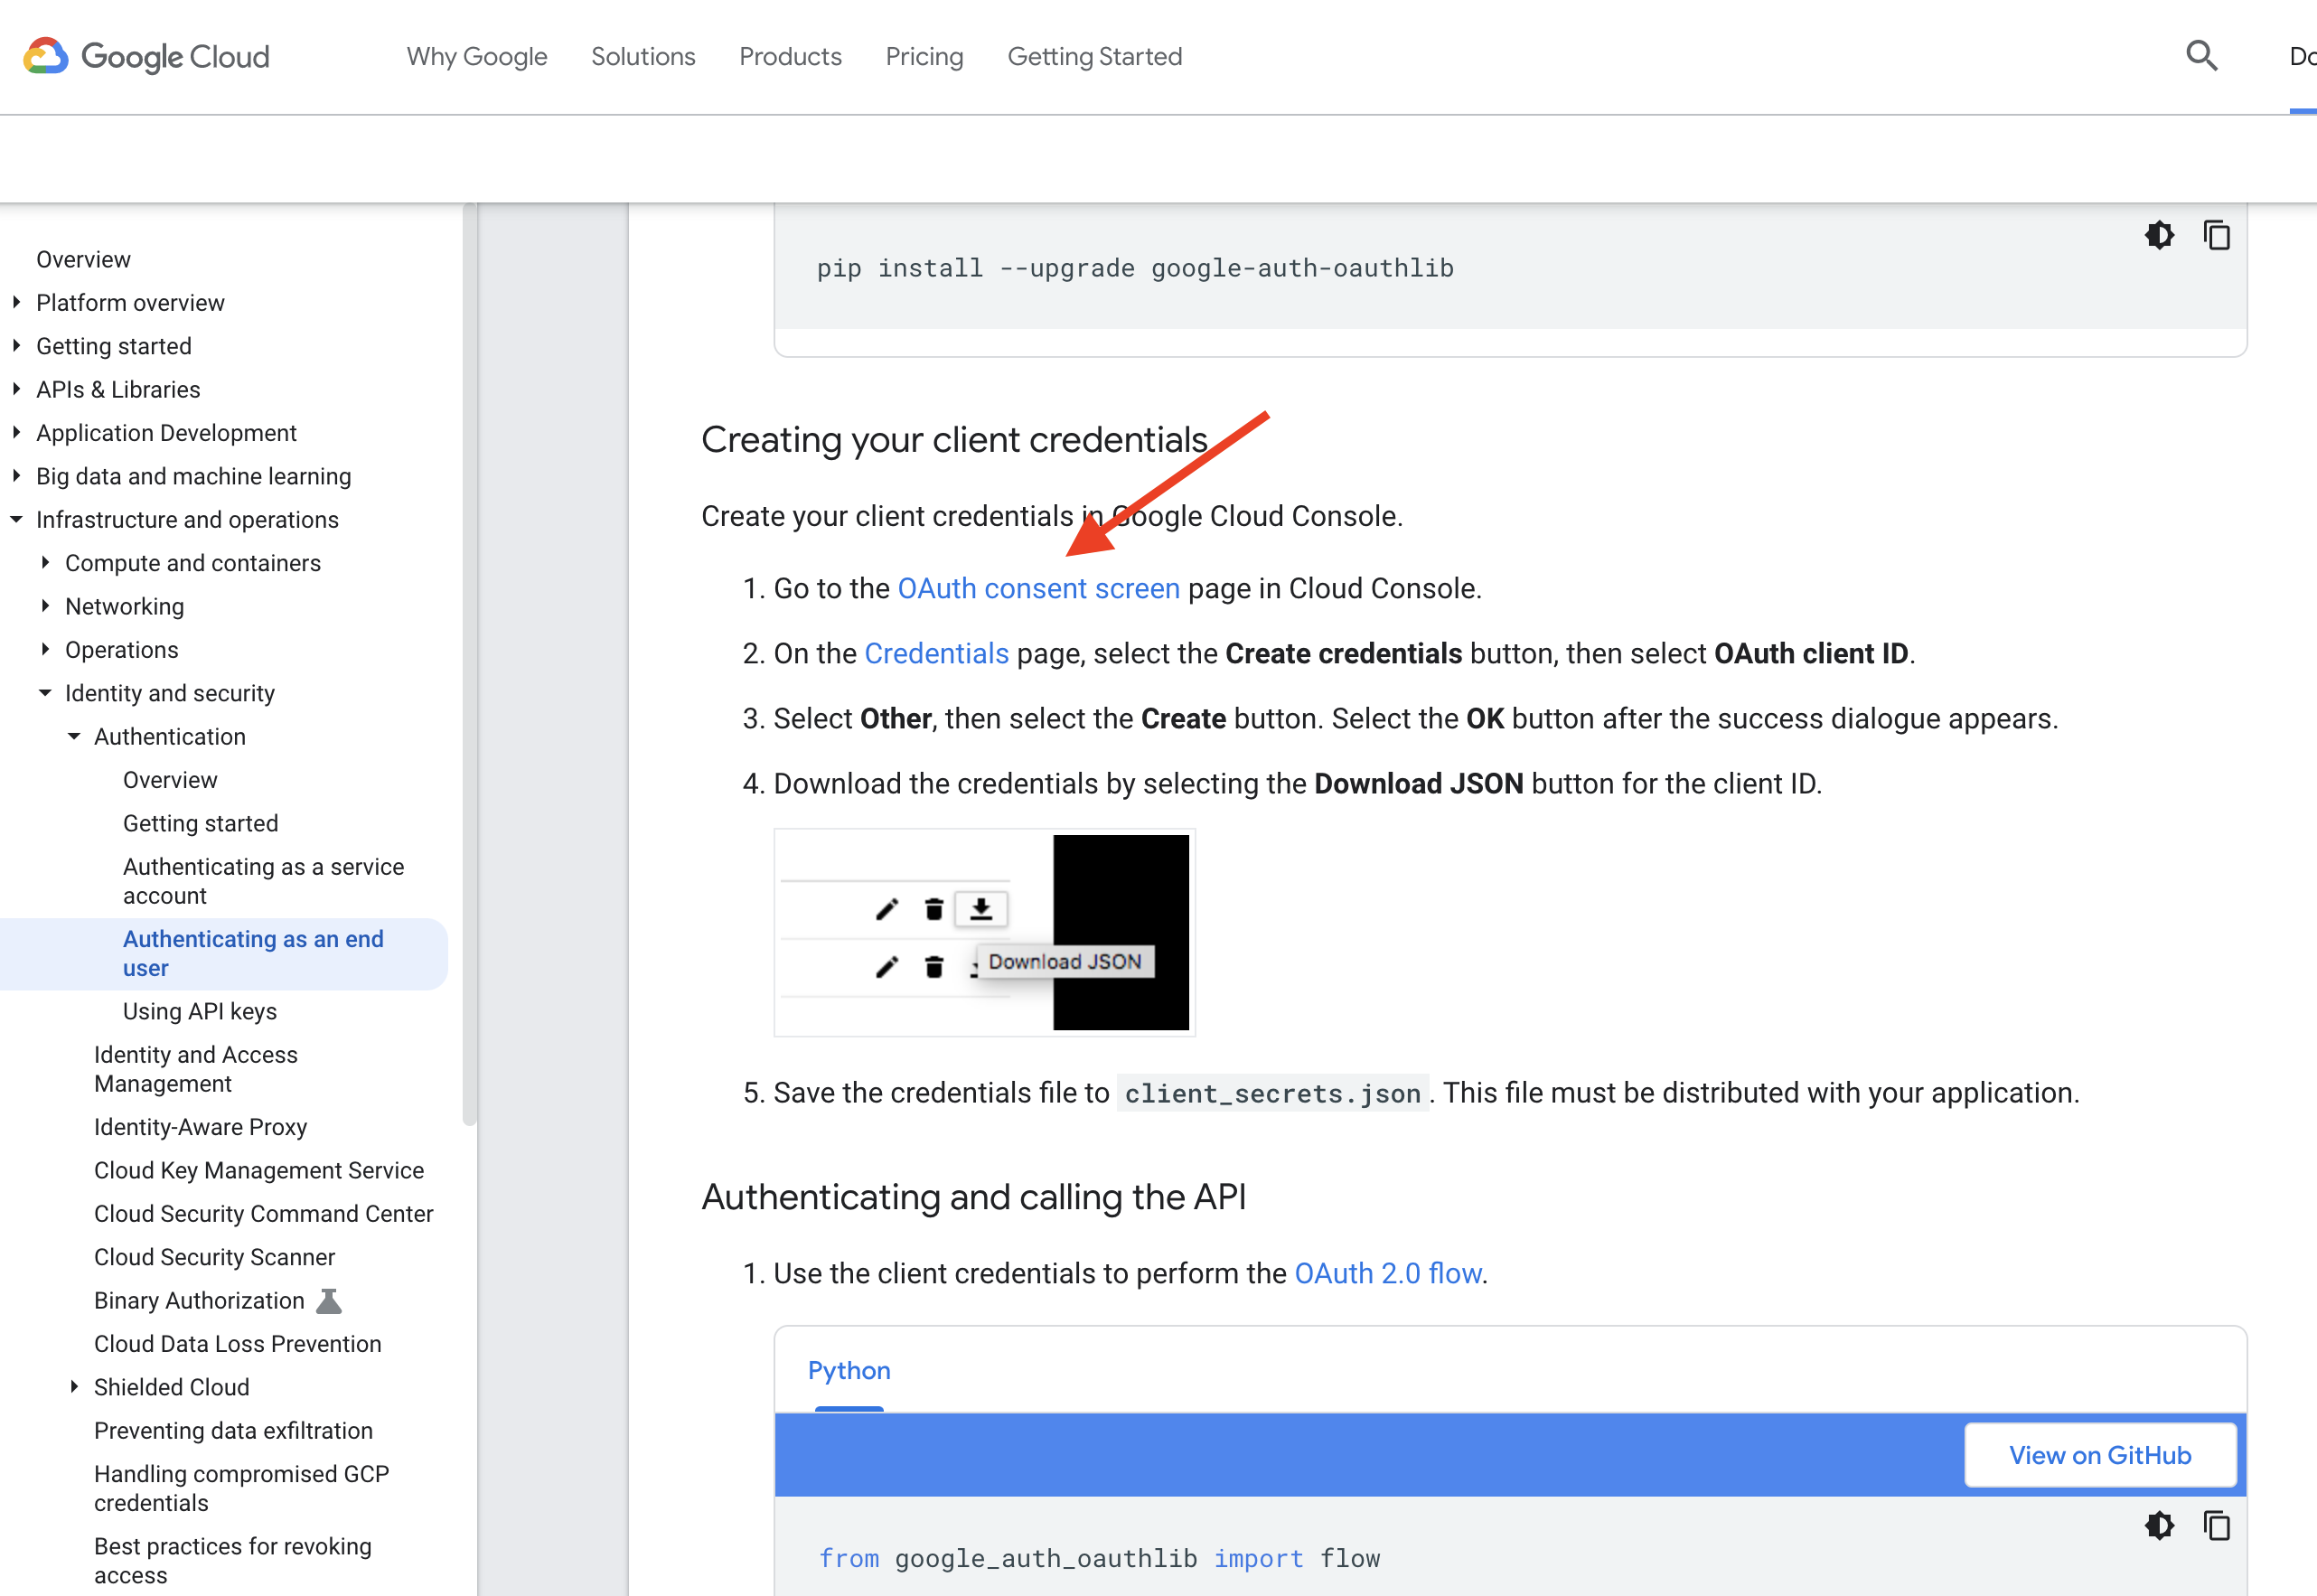 Google Cloud
Why Google
Solutions
Products
Pricing
Getting Started
Overview
Platform overview
Getting started
APIs & Libraries
Application Development
Big data and machine learning
Infrastructure and operations
Compute and containers
Networking
Operations
Identity and security
Authentication
Overview
Getting started
Authenticating as a service
account
Authenticating as an end
user
Using API keys
Identity and Access
Management
Identity-Aware Proxy
Cloud Key Management Service
Cloud Security Command Center
Cloud Security Scanner
Binary Authorization
Cloud Data Loss Prevention
Shielded Cloud
Preventing data exfiltration
Handling compromised GCP
credentials
Best practices for revoking
access
pip install --upgrade google-auth-oauthlib
Creating your client credentials
Create your client credentials in Google Cloud Console.
1. Go to the OAuth consent screen page in Cloud Console.
2. On the Credentials page, select the Create credentials button, then select OAuth client ID.
3. Select Other, then select the Create button. Select the OK button after the success dialogue appears.
4. Download the credentials by selecting the Download JSON button for the client ID.
Download JSON
5. Save the credentials file to client_secrets.json. This file must be distributed with your application.
Authenticating and calling the API
1. Use the client credentials to perform the OAuth 2.0 flow.
Python
View on GitHub
from google_auth_oauthlib import flow